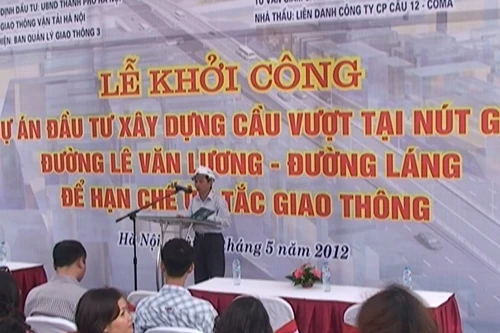 ĐỊNH ĐẦU TƯ: UBND THÀNH PHỐ HÀ
GIAO THÔNG VẬN TẢI HÀ NỘI
HIỆN: BAN QUẢN LÝ GIAO THÔNG 3
NHÀ THẦU: LIÊN DANH CÔNG TY CP CẦU 12 - COMA
LỄ KHỞI CÔNG
Ự ÁN ĐẦU TƯ XÂY DỰNG CẦU VƯỢT TẠI NÚT G
ĐƯỜNG LÊ VĂN LƯƠNG - ĐƯỜNG LÁNG
ĐỂ HẠN CHẾ TẮC GIAO THÔNG
Hà Nội, tháng 5 năm 2012